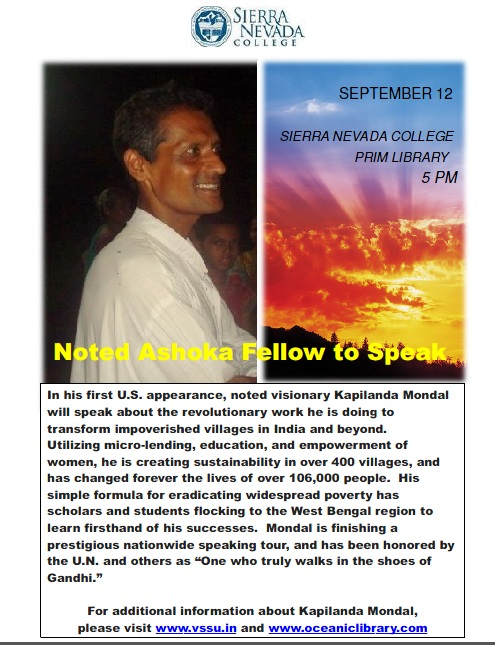 SIERRA
NEVADA
COLLEGE
SEPTEMBER 12
SIERRA NEVADA COLLEGE
PRIM LIBRARY
5 PM
Noted Ashoka Fellow to Speak
In his first U.S. appearance, noted visionary Kapilanda Mondal
will speak about the revolutionary work he is doing to
transform impoverished villages in India and beyond.
Utilizing micro-lending, education, and empowerment of
women, he is creating sustainability in over 400 villages, and
has changed forever the lives of over 106,000 people.  His
simple formula for eradicating widespread poverty has
scholars and students flocking to the West Bengal region to
learn firsthand of his successes.  Mondal is finishing a
prestigious nationwide speaking tour, and has been honored by
the U.N. and others as “One who truly walks in the shoes of
Gandhi.”
For additional information about Kapilanda Mondal,
please visit www.vssu.in and www.oceaniclibrary.com